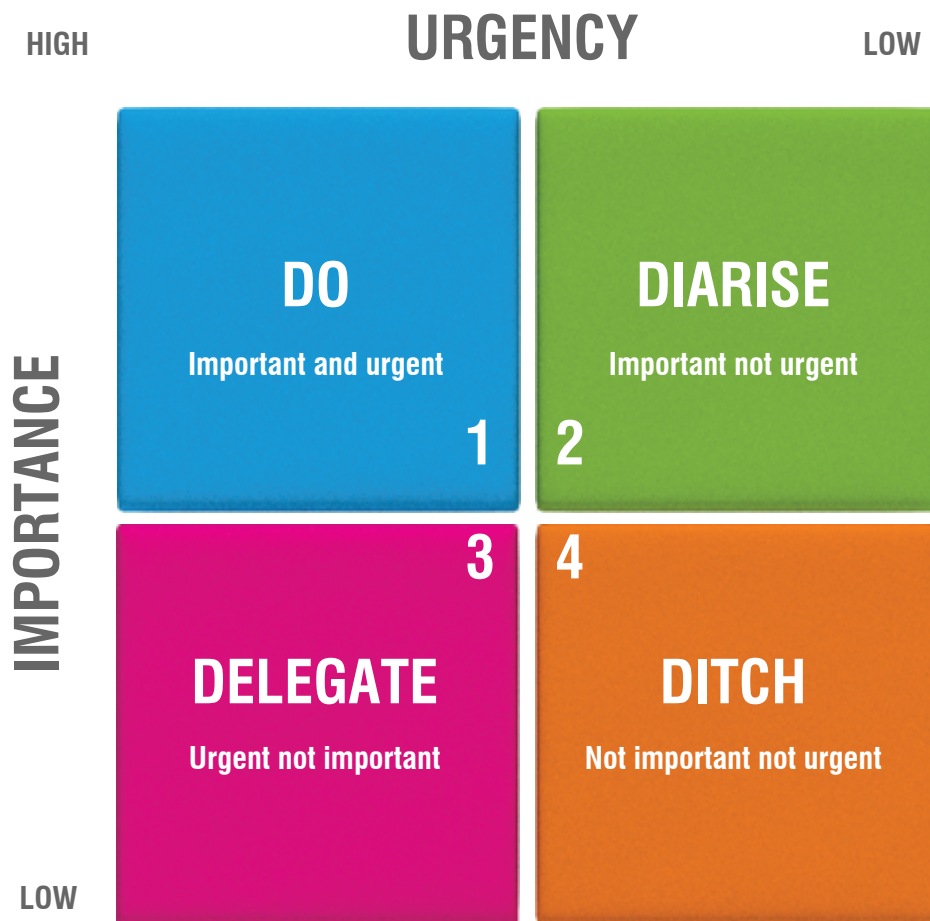 HIGH
URGENCY
LOW
IMPORTANCE
DO
Important and urgent
1
DIARISE
Important not urgent
2
3
DELEGATE
Urgent not important
4
DITCH
Not important not urgent
LOW